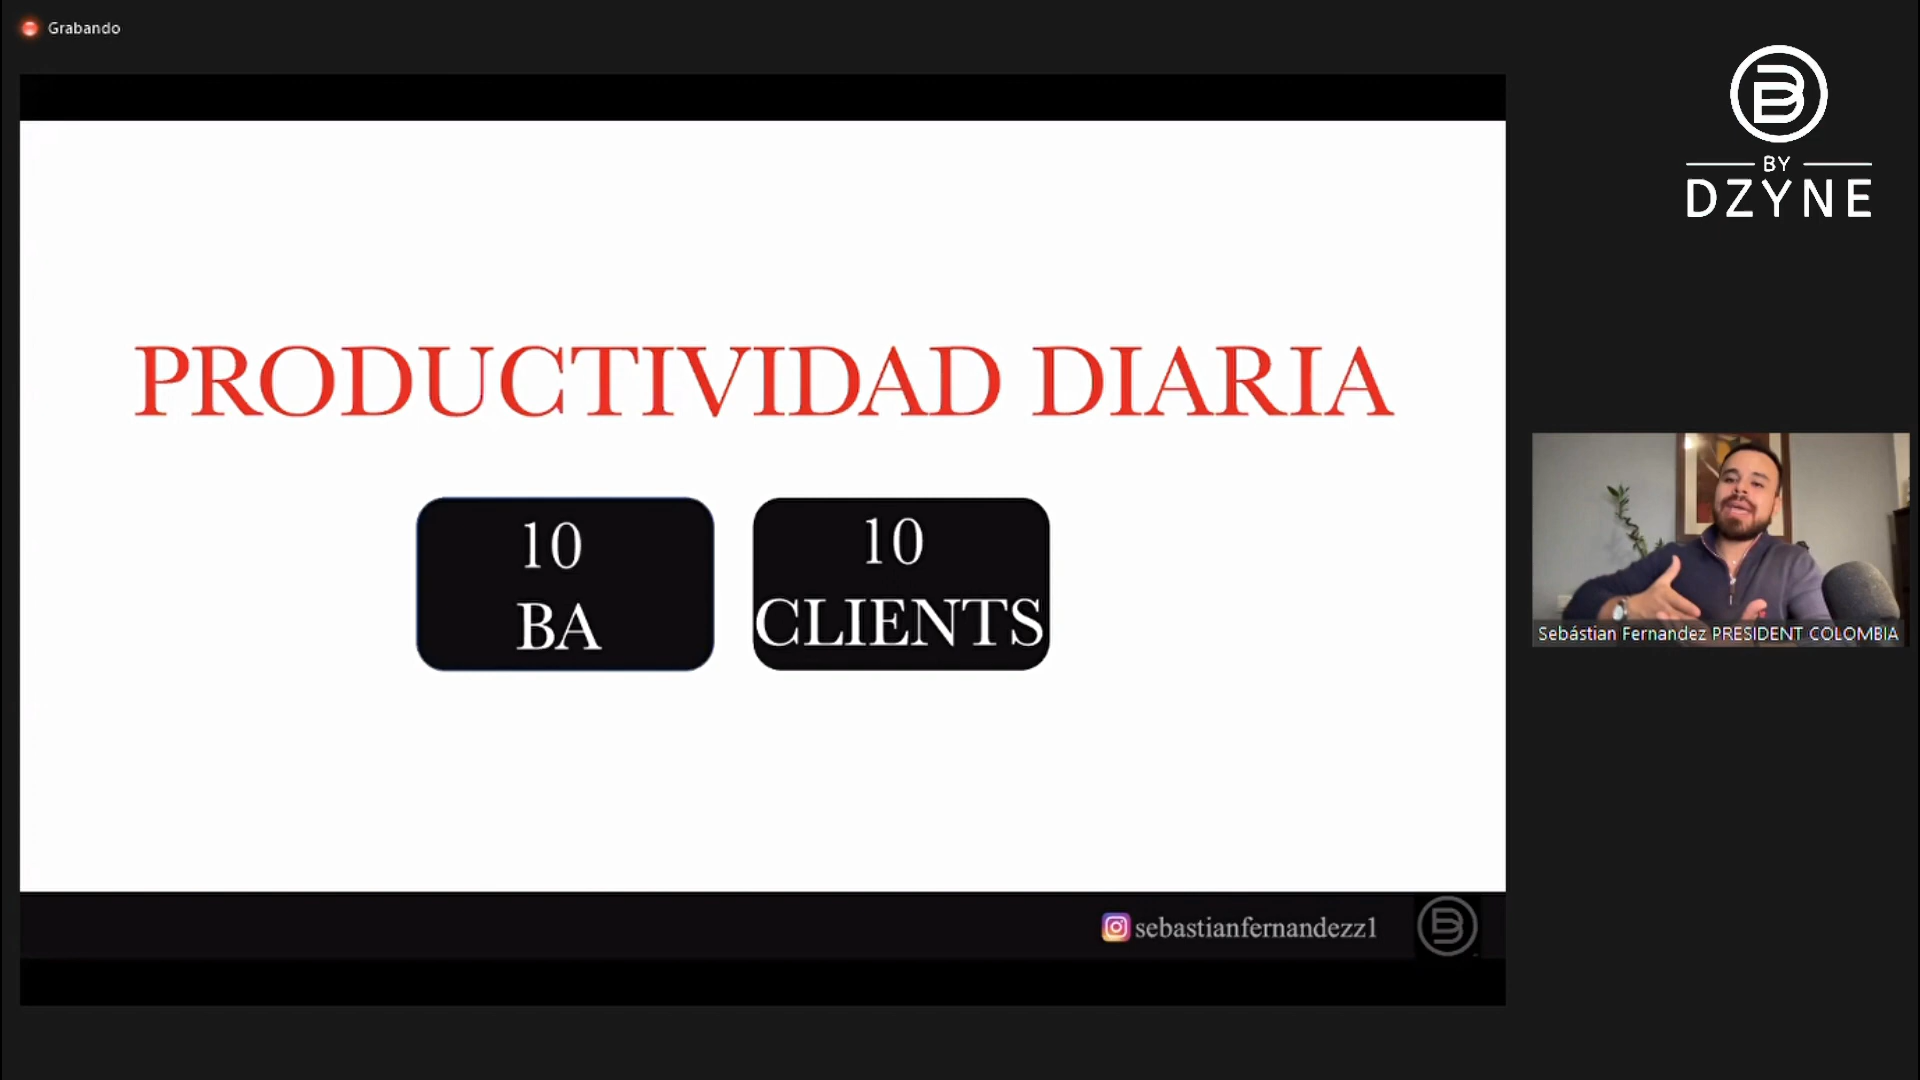 Grabando
BY
DZYNE
PRODUCTIVIDAD DIARIA
10
BA
10
CLIENTS
Sebástian Fernandez PRESIDENT COLOMBIA
sebastianfernandezz1